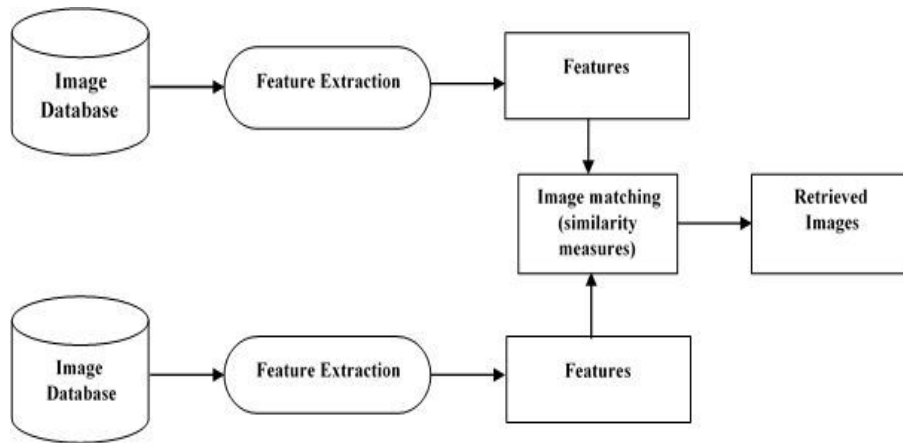 Image
Database
Feature Extraction
Features
Image matching
(similarity
measures)
Retrieved
Images
Image
Database
Feature Extraction
Features